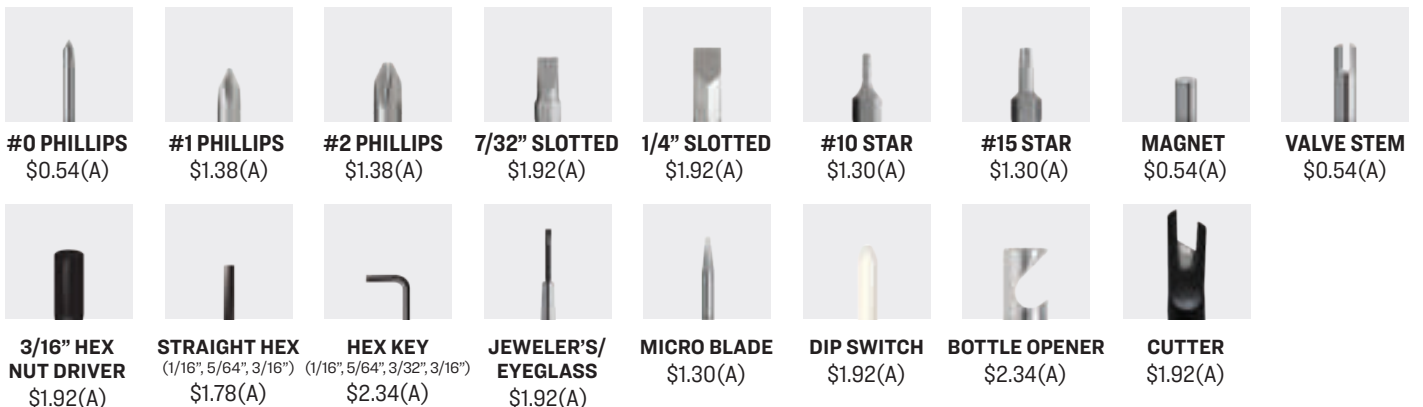 #0 PHILLIPS
$0.54(A)
#1 PHILLIPS
$1.38(A)
#2 PHILLIPS
$1.38(A)
7/32” SLOTTED
$1.92(A)
1/4” SLOTTED
$1.92(A)
#10 STAR
$1.30(A)
#15 STAR
$1.30(A)
MAGNET
$0.54(A)
VALVE STEM
$0.54(A)
3/16” HEX
NUT DRIVER
$1.92(A)
STRAIGHT HEX
(1/16”, 5/64”, 3/16”)
$1.78(A)
HEX KEY
(1/16”, 5/64”, 3/32”, 3/16”)
$2.34(A)
JEWELER’S/
EYEGLASS
$1.92(A)
MICRO BLADE
$1.30(A)
DIP SWITCH
$1.92(A)
BOTTLE OPENER
$2.34(A)
CUTTER
$1.92(A)